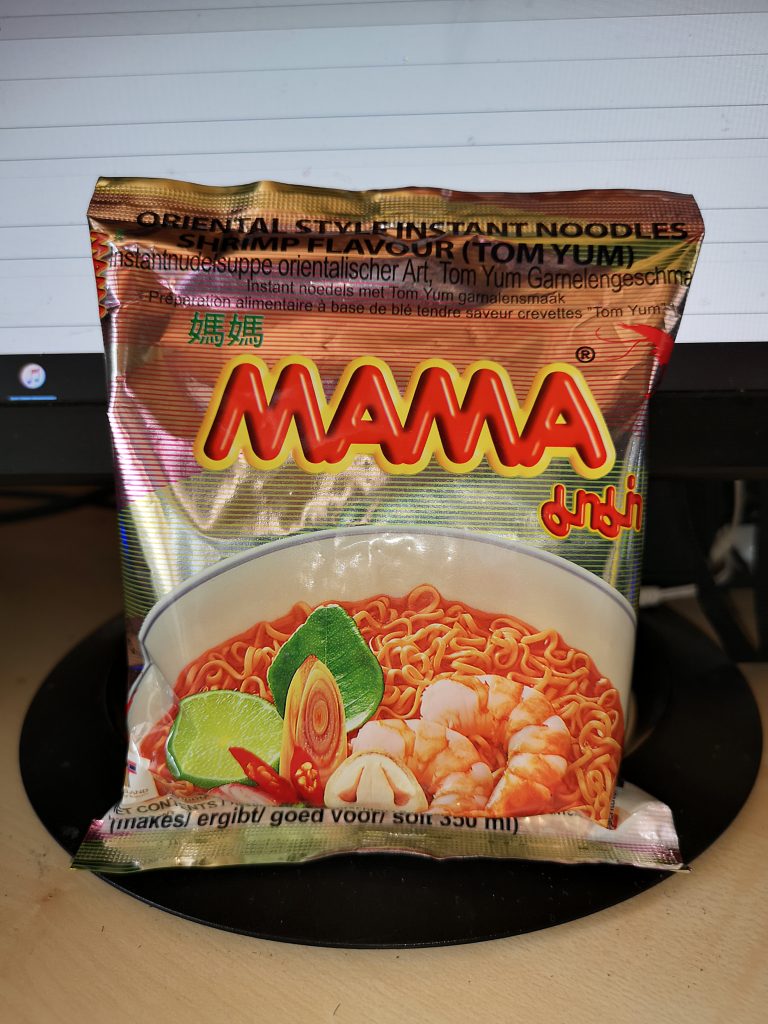 ORIENTAL STYLE INSTANT NOODLES
SHRIMP FLAVOUR (TOM YUM)
Instantnudelsuppe orientalischer Art, Tom Yum Garnelengeschma
Instant noedels met Tom Yum garnalensmaak
Préparation alimentaire à base de blé tendre saveur crevettes "Tom Yum"
媽媽
MAMA®
มาม่า
ET CONTENTS
(makes/ ergibt/ goed voor/ soit 350 ml)